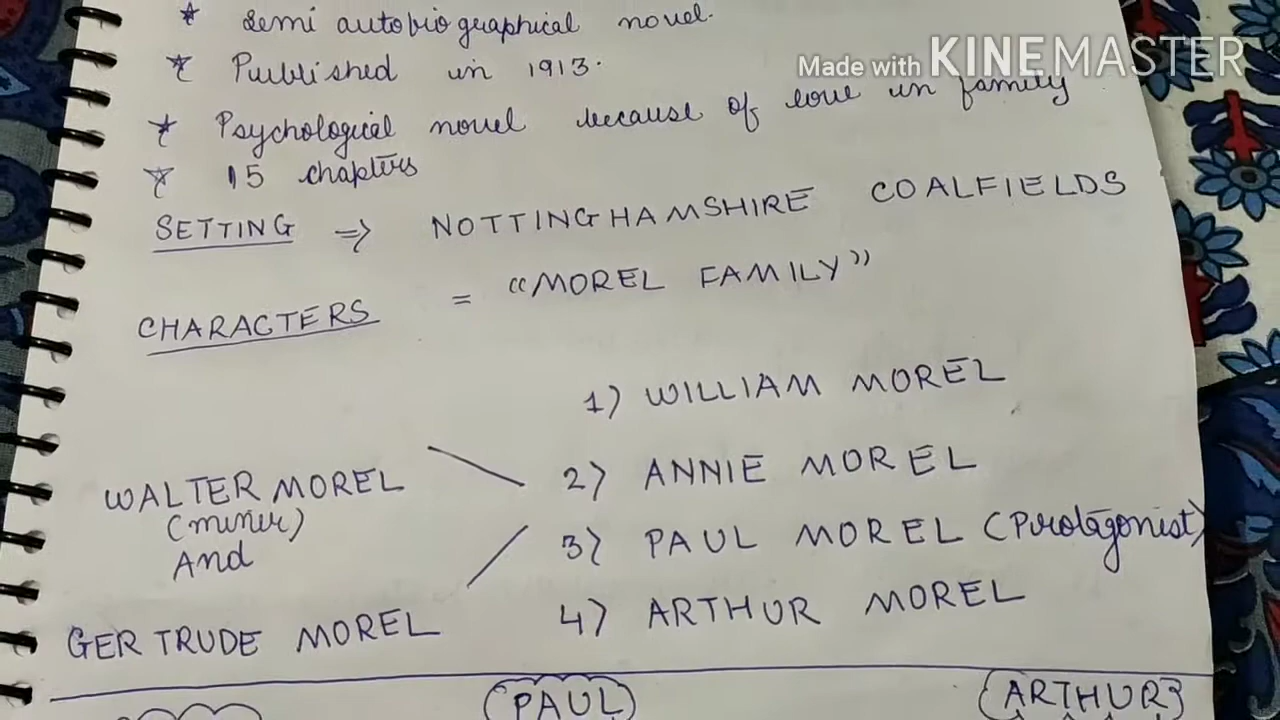 * Semi autobiographical novel.
Made with KINEMASTER
* Published in 1913.
* Psychological novel because of love in family
* 15 chapters
SETTING => NOTTINGHAMSHIRE COALFIELDS
CHARACTERS = "MOREL FAMILY"
1) WILLIAM MOREL
WALTER MOREL
(miner)
And
GERTRUDE MOREL
2) ANNIE MOREL
3) PAUL MOREL (Protagonist)
4) ARTHUR MOREL
PAUL
ARTHUR